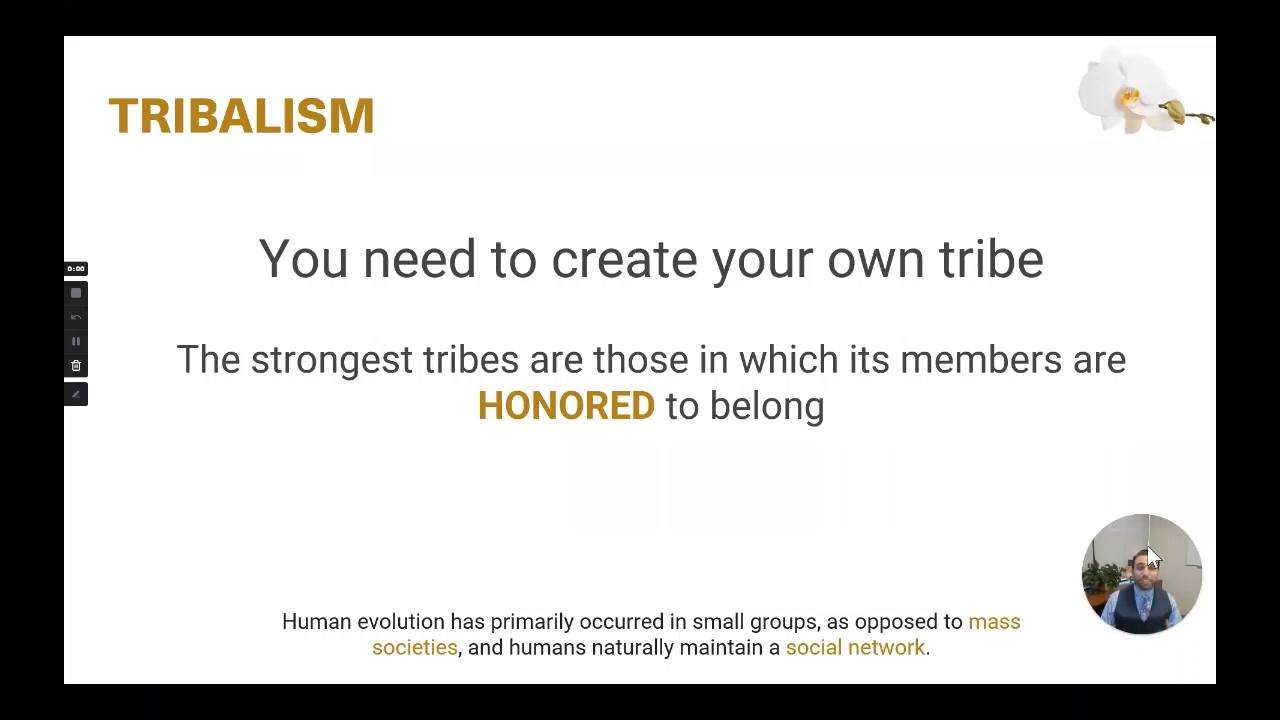 TRIBALISM
You need to create your own tribe
0:00
The strongest tribes are those in which its members are
HONORED to belong
Human evolution has primarily occurred in small groups, as opposed to mass
societies, and humans naturally maintain a social network.